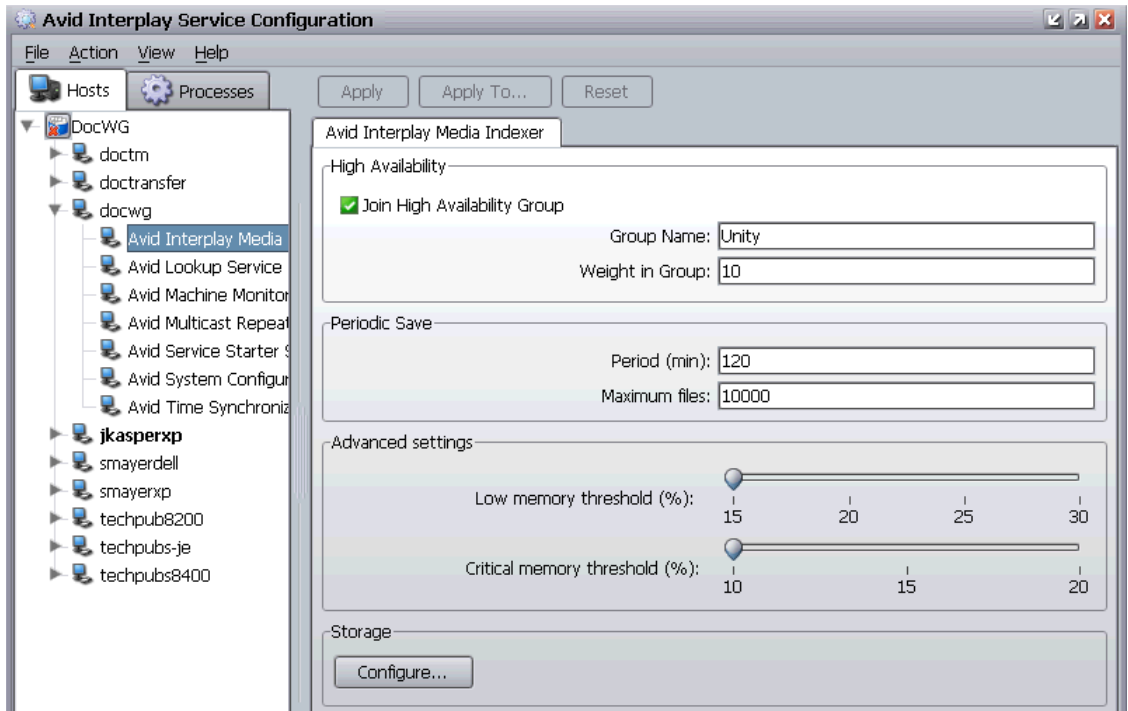 Avid Interplay Service Configuration
File Action View Help
Hosts Processes
DocWG
doctm
doctransfer
docwg
Avid Interplay Media
Avid Lookup Service
Avid Machine Monitor
Avid Multicast Repeat
Avid Service Starter S
Avid System Configur
Avid Time Synchroniz
jkasperxp
smayerdell
smayerxp
techpub8200
techpubs-je
techpubs8400
Apply Apply To... Reset
Avid Interplay Media Indexer
High Availability
Join High Availability Group
Group Name: Unity
Weight in Group: 10
Periodic Save
Period (min): 120
Maximum files: 10000
Advanced settings
Low memory threshold (%):
15 20 25 30
Critical memory threshold (%):
10 15 20
Storage
Configure...